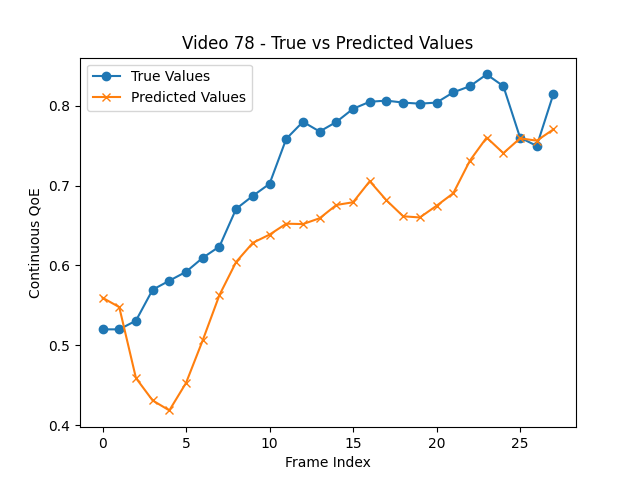 Video 78 - True vs Predicted Values
True Values
Predicted Values
Continuous QoE
0.8
0.7
0.6
0.5
0.4
0 5 10 15 20 25
Frame Index